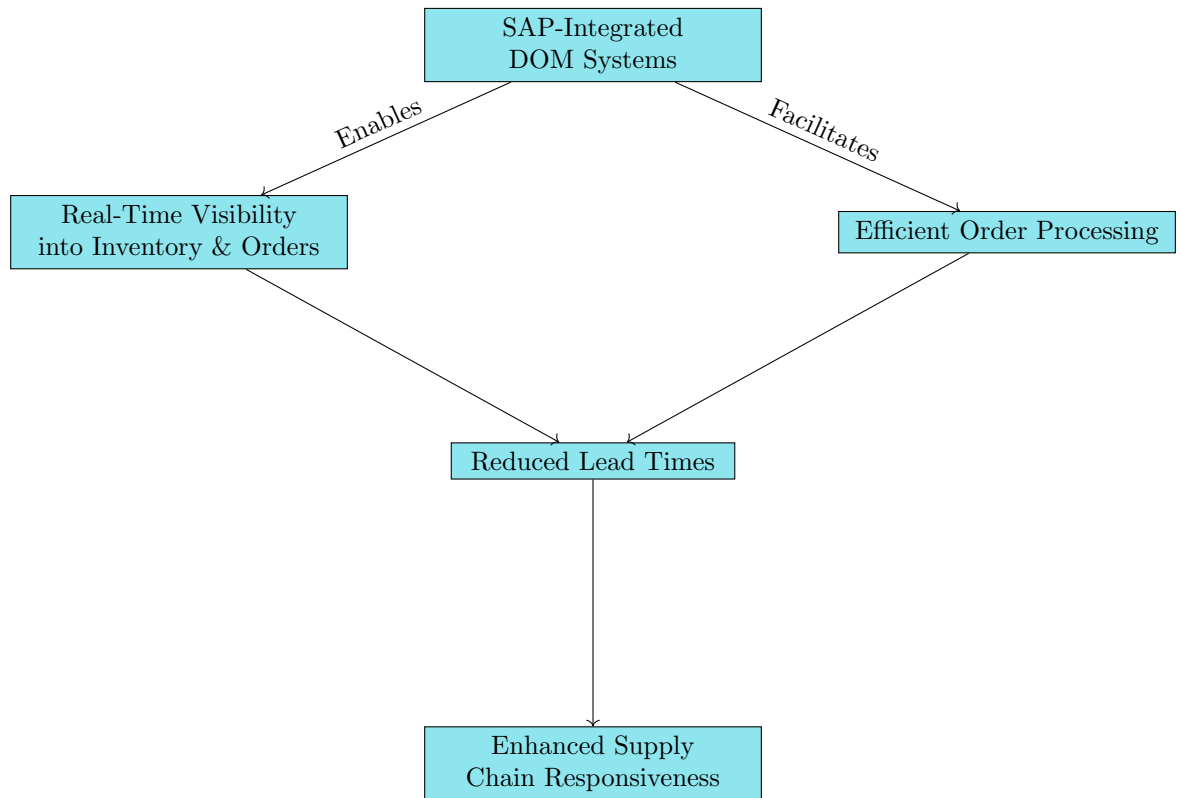 SAP-Integrated
DOM Systems
Enables
Facilitates
Real-Time Visibility
into Inventory & Orders
Efficient Order Processing
Reduced Lead Times
Enhanced Supply
Chain Responsiveness